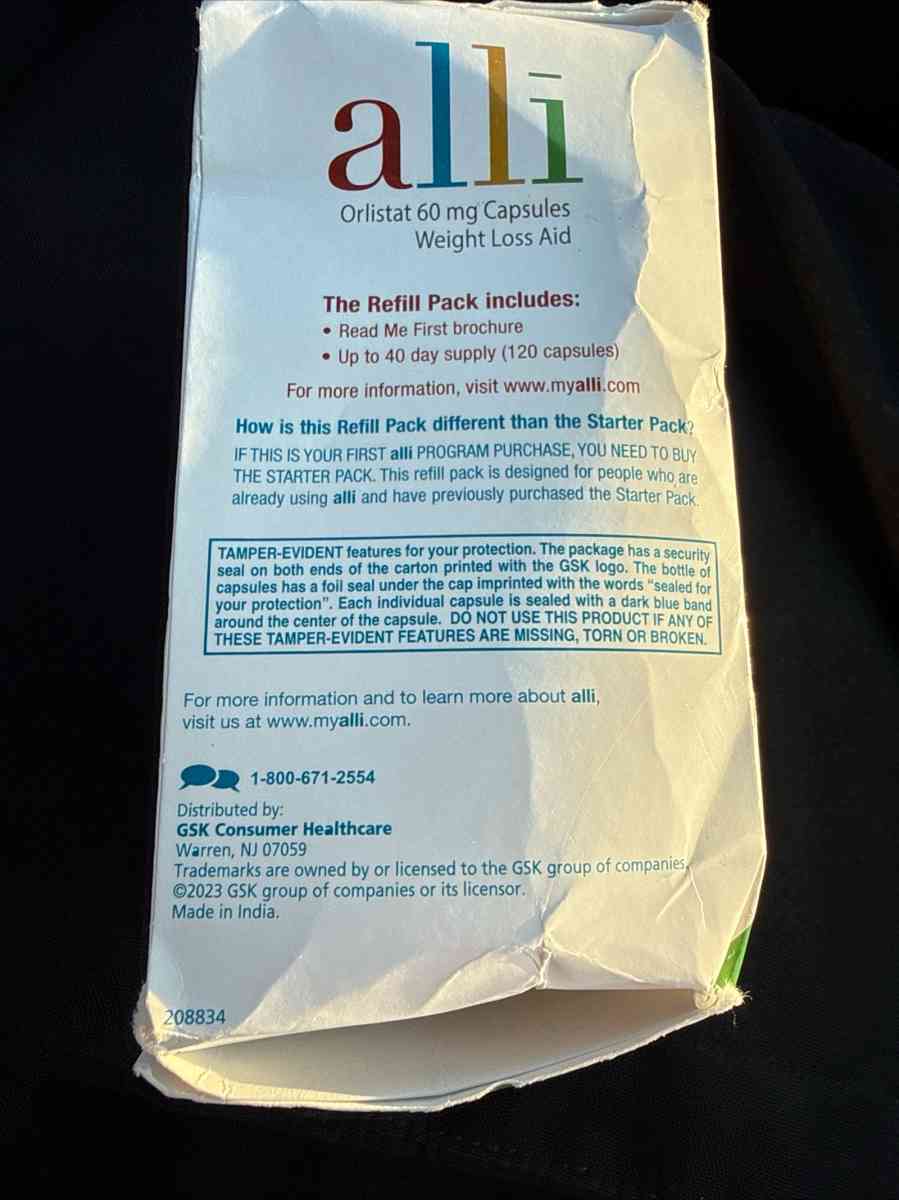 alli
Orlistat 60 mg Capsules
Weight Loss Aid
The Refill Pack includes:
• Read Me First brochure
• Up to 40 day supply (120 capsules)
For more information, visit www.myalli.com
How is this Refill Pack different than the Starter Pack?
IF THIS IS YOUR FIRST alli PROGRAM PURCHASE, YOU NEED TO BUY
THE STARTER PACK. This refill pack is designed for people who are
already using alli and have previously purchased the Starter Pack.
TAMPER-EVIDENT features for your protection. The package has a security
seal on both ends of the carton printed with the GSK logo. The bottle of
capsules has a foil seal under the cap imprinted with the words “sealed for
your protection”. Each individual capsule is sealed with a dark blue band
around the center of the capsule. DO NOT USE THIS PRODUCT IF ANY OF
THESE TAMPER-EVIDENT FEATURES ARE MISSING, TORN OR BROKEN.
For more information and to learn more about alli,
visit us at www.myalli.com.
1-800-671-2554
Distributed by:
GSK Consumer Healthcare
Warren, NJ 07059
Trademarks are owned by or licensed to the GSK group of companies.
©2023 GSK group of companies or its licensor.
Made in India.
208834